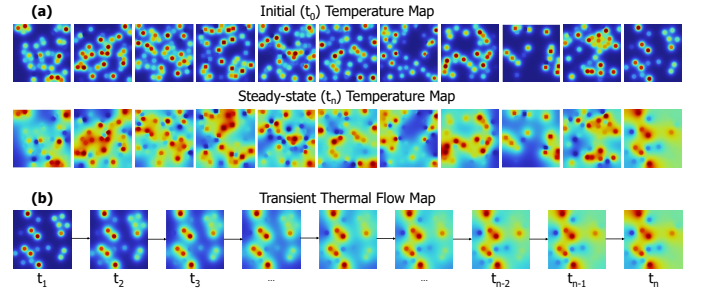 (a) Initial (t0) Temperature Map
Steady-state (tn) Temperature Map
(b) Transient Thermal Flow Map
t1 t2 t3 ... ... tn-2 tn-1 tn